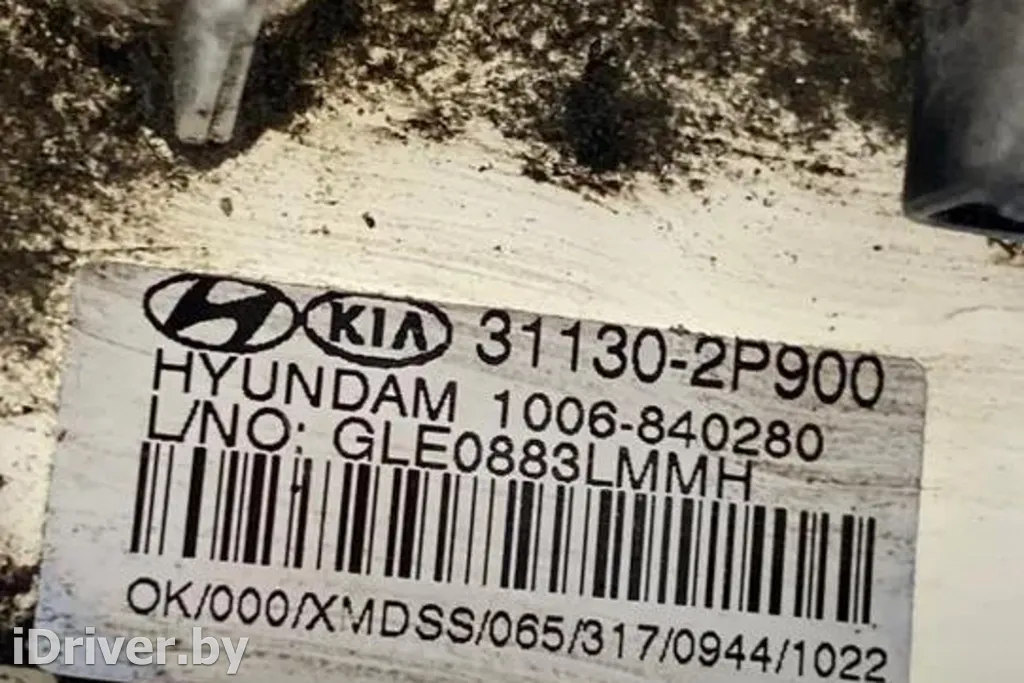 KIA 31130-2P900
HYUNDAM 1006-840280
L/NO: GLE0883LMMH
OK/000/XMDSS/065/317/0944/1022
iDriver.by